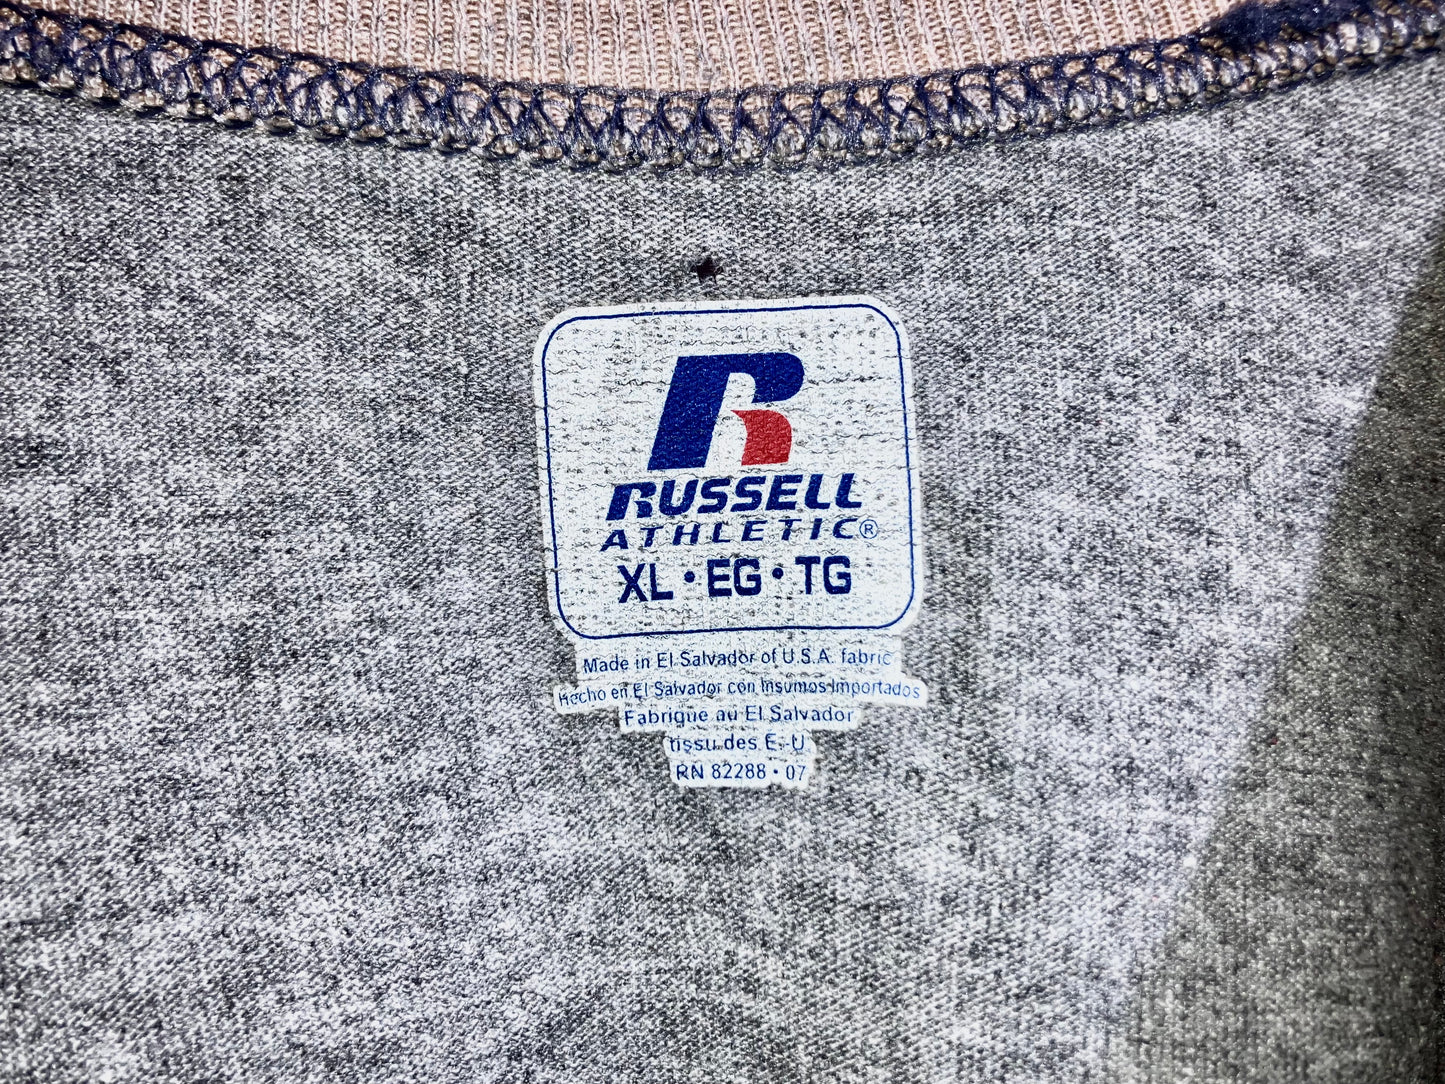 RUSSELL
ATHLETIC®
XL • EG • TG
Made in El Salvador of U.S.A. fabric
Hecho en El Salvador con Insumos Importados
Fabrique au El Salvador
tissu des E.-U.
RN 82288 • 07